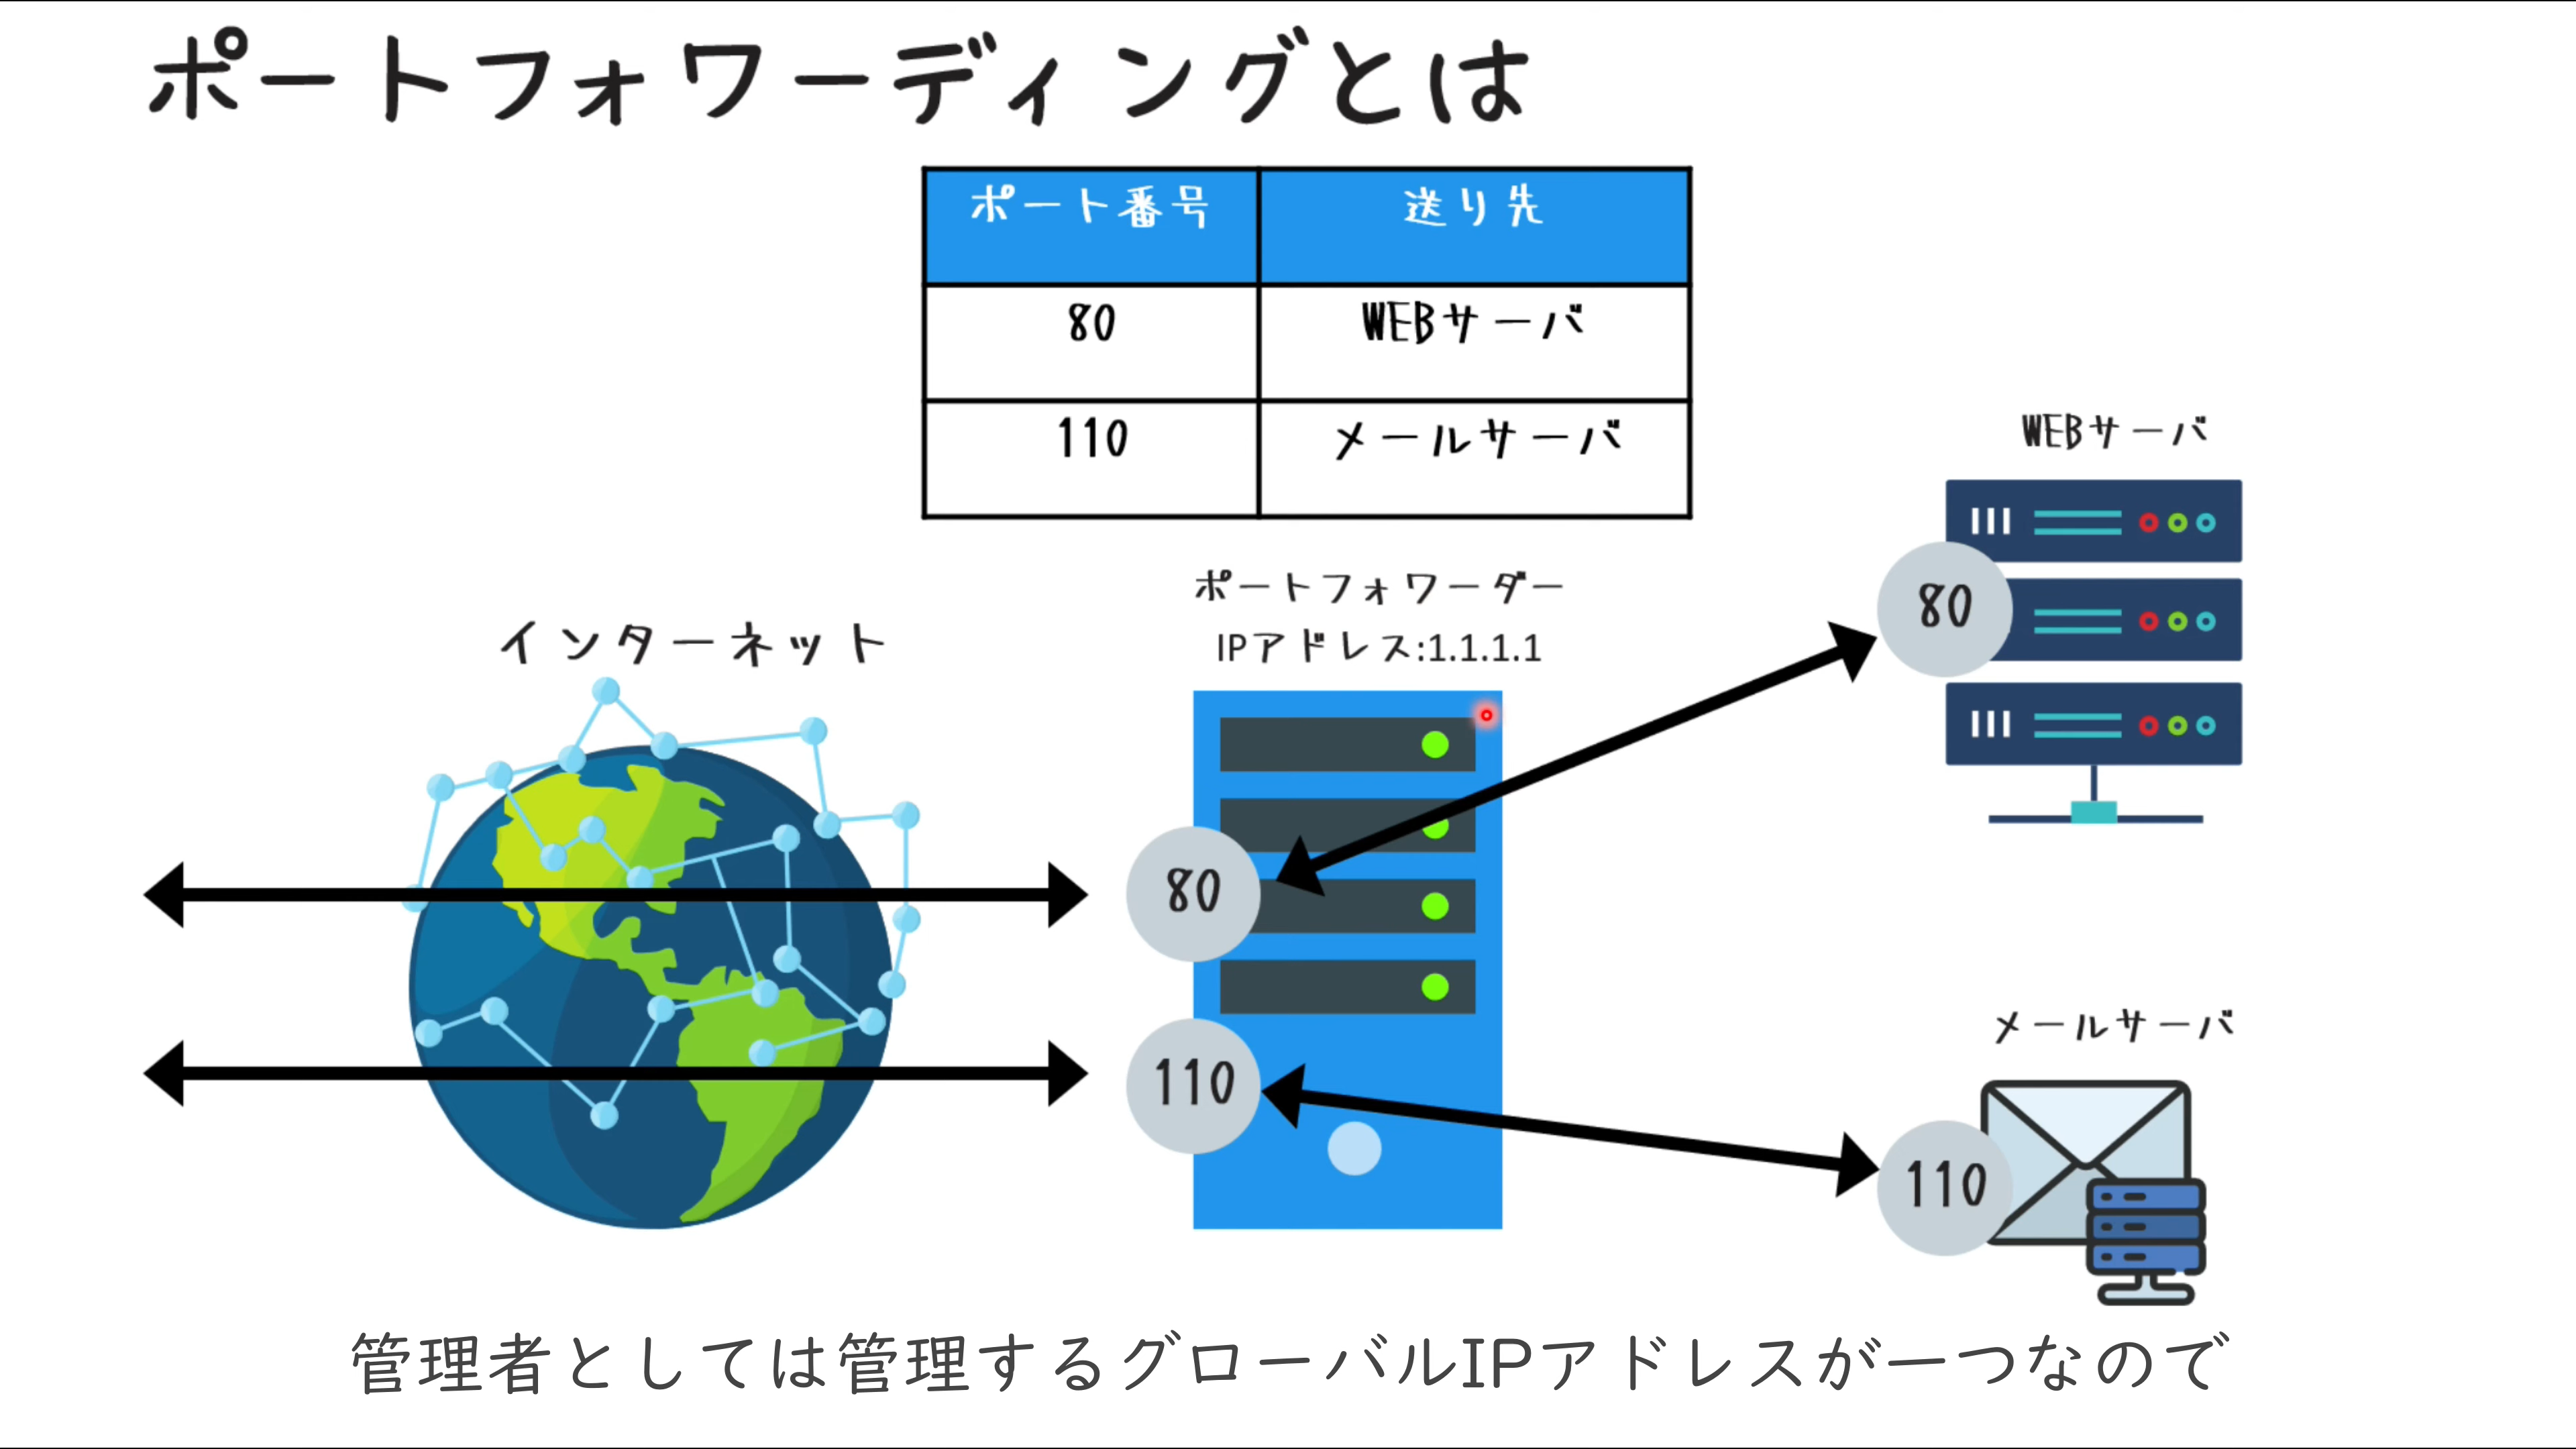 ポートフォワーディングとは
ポート番号 送り先
80 WEBサーバ
110 メールサーバ
WEBサーバ
80
ポートフォワーダー
IPアドレス:1.1.1.1
インターネット
80
110
メールサーバ
110
管理者としては管理するグローバルIPアドレスが一つなので